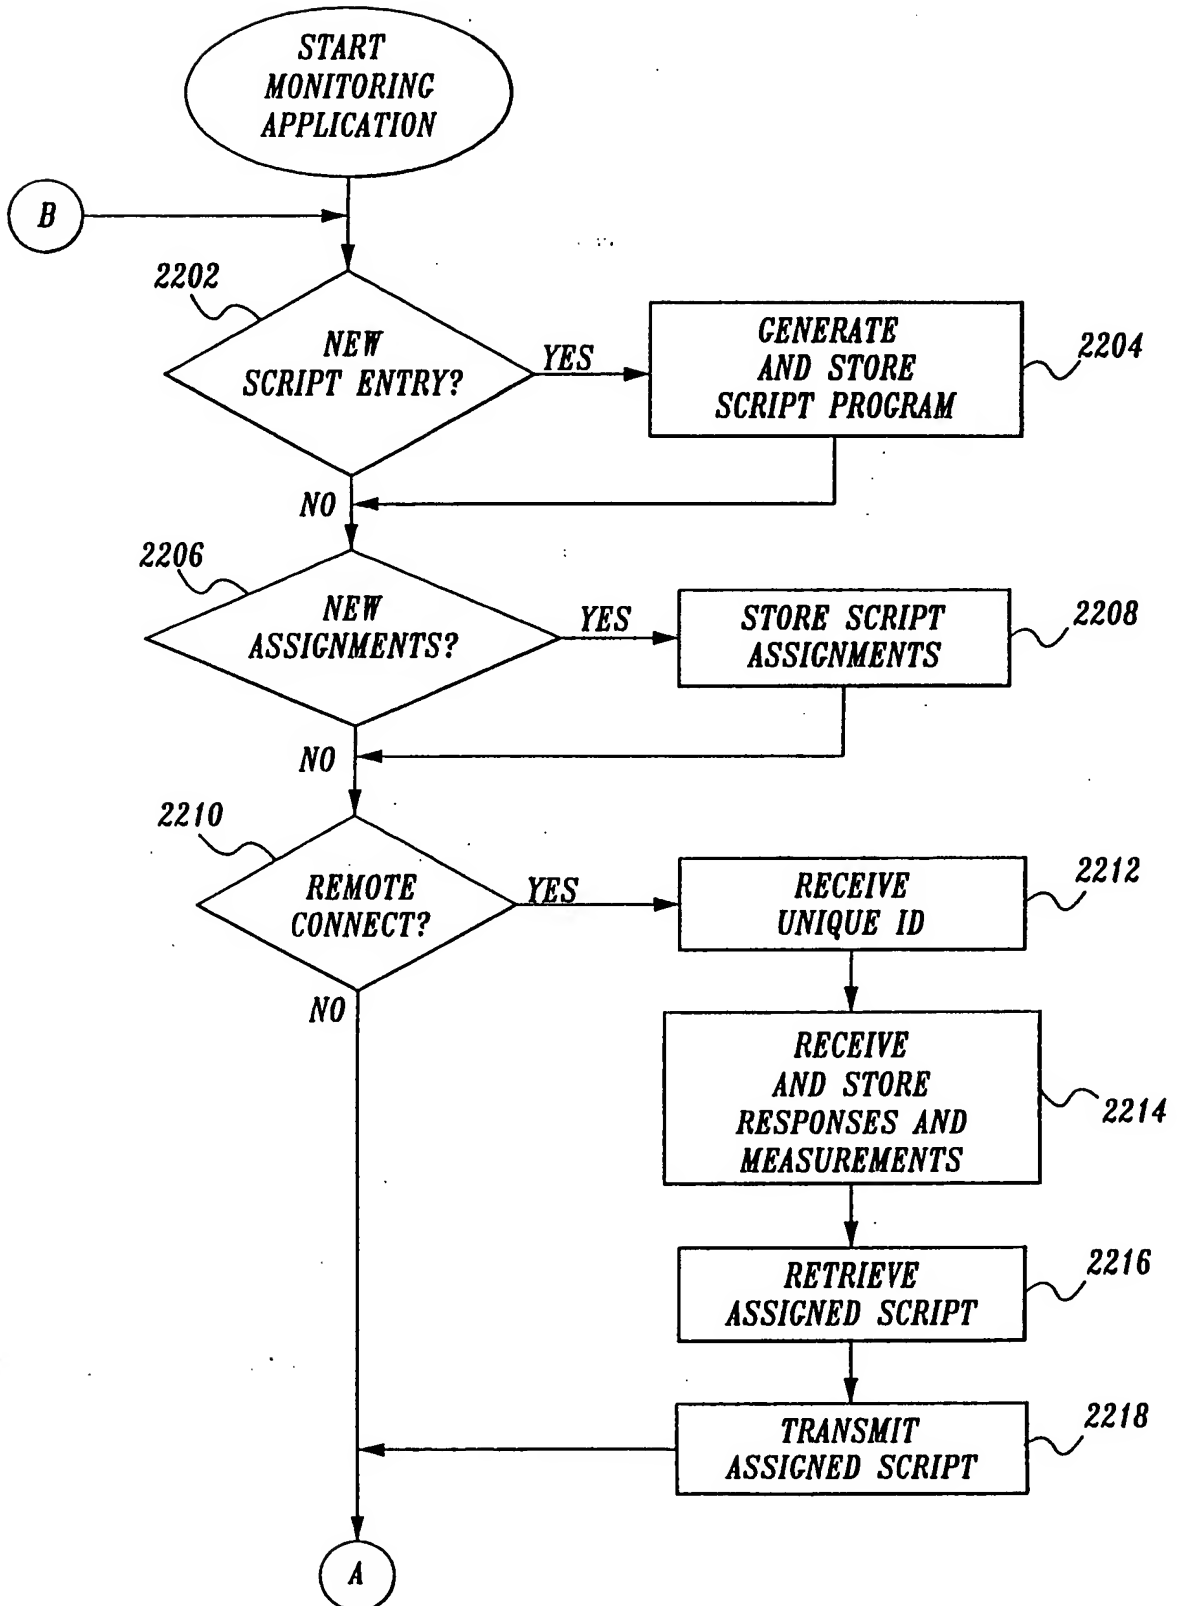 START
MONITORING
APPLICATION
B
2202
NEW
SCRIPT ENTRY?
YES
GENERATE
AND STORE
SCRIPT PROGRAM
2204
NO
2206
NEW
ASSIGNMENTS?
YES
STORE SCRIPT
ASSIGNMENTS
2208
NO
2210
REMOTE
CONNECT?
YES
RECEIVE
UNIQUE ID
2212
NO
RECEIVE
AND STORE
RESPONSES AND
MEASUREMENTS
2214
RETRIEVE
ASSIGNED SCRIPT
2216
TRANSMIT
ASSIGNED SCRIPT
2218
A